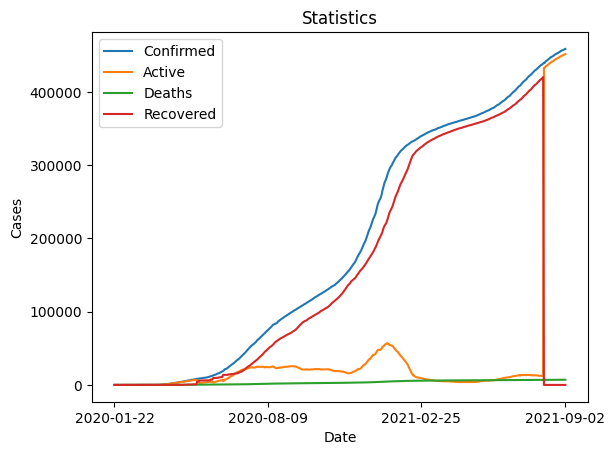 Statistics
Confirmed
Active
Deaths
Recovered
Cases
400000
300000
200000
100000
0
2020-01-22
2020-08-09
2021-02-25
2021-09-02
Date